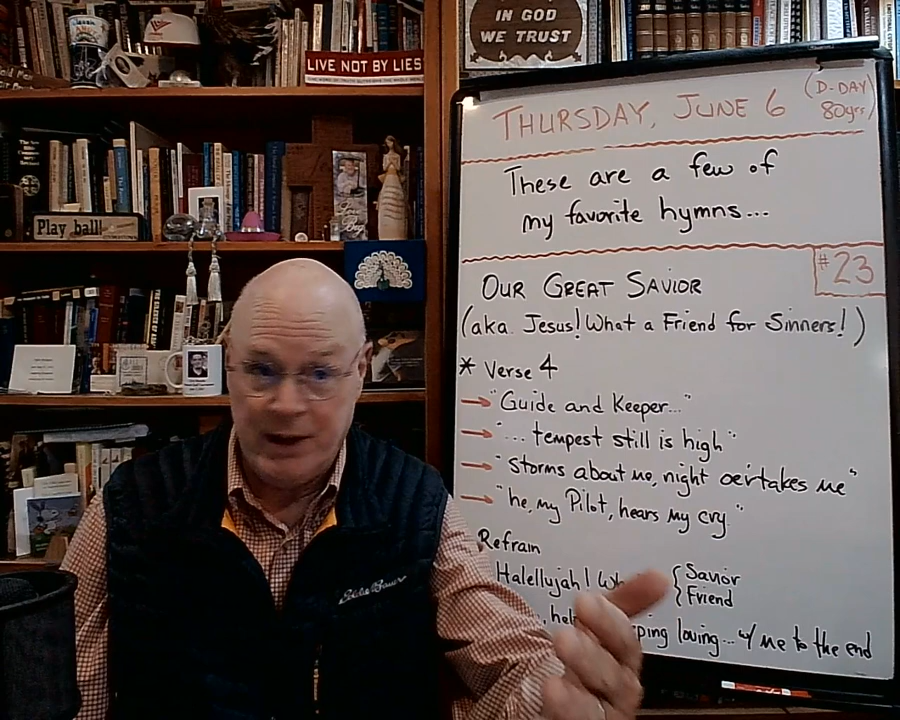 IN GOD
WE TRUST
LIVE NOT BY LIES
Play ball!
THURSDAY, JUNE 6
(D-DAY
80yrs)
These are a few of
my favorite hymns...
#23
OUR GREAT SAVIOR
(aka Jesus! What a Friend for Sinners!)
* Verse 4
→ "Guide and Keeper..."
→ "... tempest still is high"
→ "storms about me, night o'ertakes me"
→ "he, my Pilot, hears my cry."
Refrain
Halellyjah! {Savior
{Friend
loving... w/ me to the end
Eddie Bauer